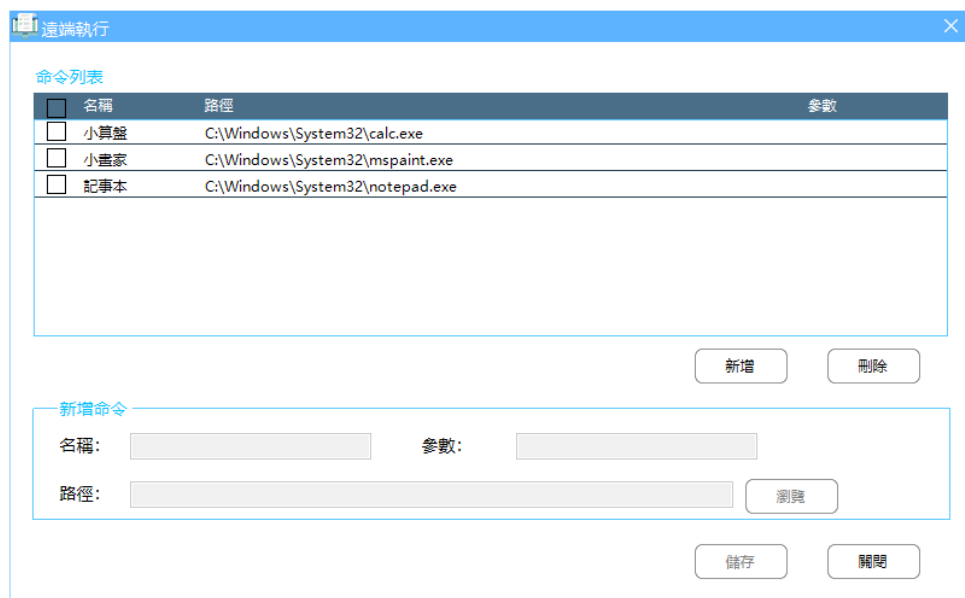 遠端執行
命令列表
名稱 路徑 參數
小算盤 C:\Windows\System32\calc.exe
小畫家 C:\Windows\System32\mspaint.exe
記事本 C:\Windows\System32\notepad.exe
新增 刪除
新增命令
名稱: 參數:
路徑: 瀏覽
儲存 關閉